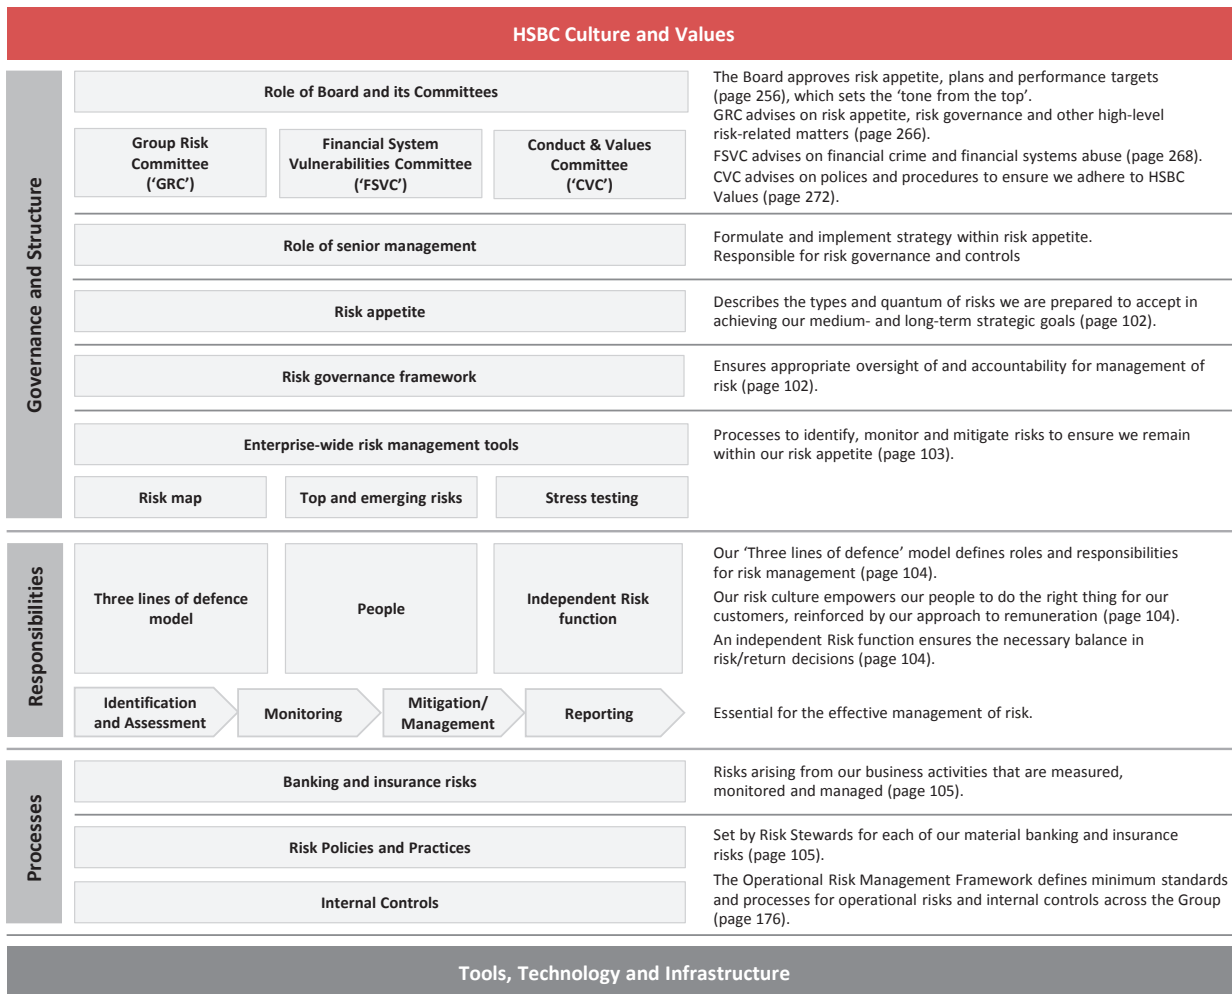 HSBC Culture and Values
Governance and Structure
Role of Board and its Committees
Group Risk
Committee
(‘GRC’)
Financial System
Vulnerabilities Committee
(‘FSVC’)
Conduct & Values
Committee
(‘CVC’)
The Board approves risk appetite, plans and performance targets
(page 256), which sets the ‘tone from the top’.
GRC advises on risk appetite, risk governance and other high-level
risk-related matters (page 266).
FSVC advises on financial crime and financial systems abuse (page 268).
CVC advises on polices and procedures to ensure we adhere to HSBC
Values (page 272).
Role of senior management
Formulate and implement strategy within risk appetite.
Responsible for risk governance and controls
Risk appetite
Describes the types and quantum of risks we are prepared to accept in
achieving our medium- and long-term strategic goals (page 102).
Risk governance framework
Ensures appropriate oversight of and accountability for management of
risk (page 102).
Enterprise-wide risk management tools
Processes to identify, monitor and mitigate risks to ensure we remain
within our risk appetite (page 103).
Risk map
Top and emerging risks
Stress testing
Responsibilities
Three lines of defence
model
People
Independent Risk
function
Our ‘Three lines of defence’ model defines roles and responsibilities
for risk management (page 104).
Our risk culture empowers our people to do the right thing for our
customers, reinforced by our approach to remuneration (page 104).
An independent Risk function ensures the necessary balance in
risk/return decisions (page 104).
Identification
and Assessment
Monitoring
Mitigation/
Management
Reporting
Essential for the effective management of risk.
Processes
Banking and insurance risks
Risks arising from our business activities that are measured,
monitored and managed (page 105).
Risk Policies and Practices
Set by Risk Stewards for each of our material banking and insurance
risks (page 105).
Internal Controls
The Operational Risk Management Framework defines minimum standards
and processes for operational risks and internal controls across the Group
(page 176).
Tools, Technology and Infrastructure